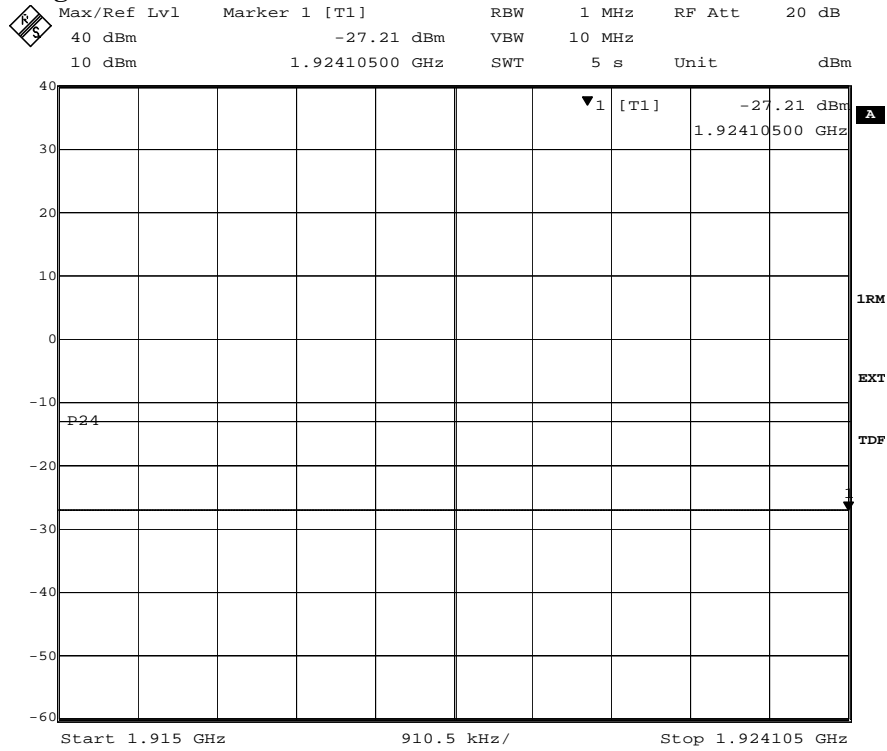 R S
Max/Ref Lvl Marker 1 [T1] RBW 1 MHz RF Att 20 dB
40 dBm -27.21 dBm VBW 10 MHz
10 dBm 1.92410500 GHz SWT 5 s Unit dBm
40
1 [T1] -27.21 dBm
A
1.92410500 GHz
30
20
10
1RM
0
EXT
-10
P24
TDF
-20
1
-30
-40
-50
-60
Start 1.915 GHz 910.5 kHz/ Stop 1.924105 GHz